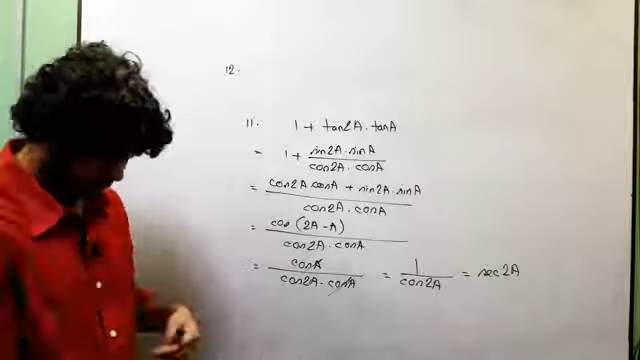 12.
11. 1 + tan2A · tanA
= 1 + sin2A · sinA / cos2A · cosA
= cos2A cosA + sin2A · sinA / cos2A · cosA
= cos (2A - A) / cos2A · cosA
= cosA / cos2A · cosA = 1 / cos2A = sec2A